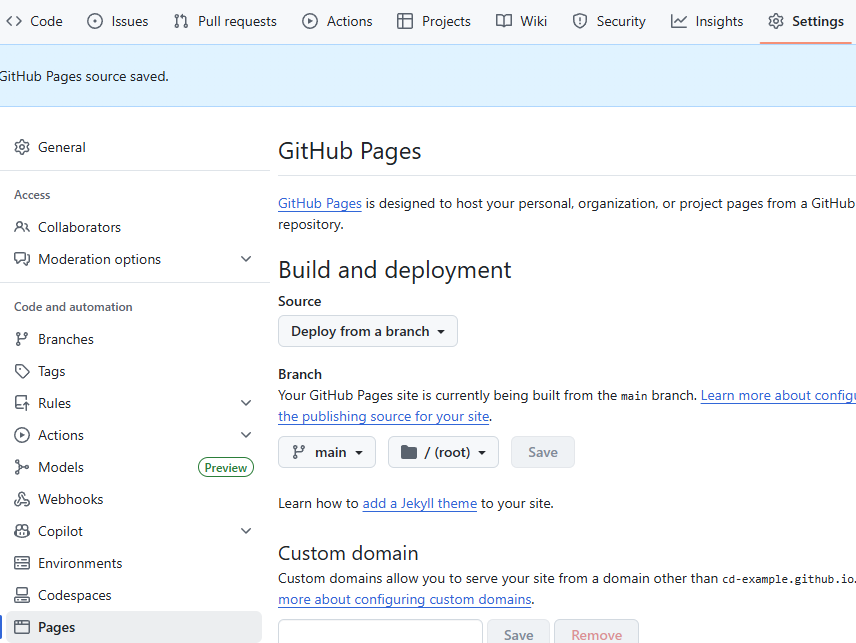 Code Issues Pull requests Actions Projects Wiki Security Insights Settings
GitHub Pages source saved.
General
Access
Collaborators
Moderation options
Code and automation
Branches
Tags
Rules
Actions
Models Preview
Webhooks
Copilot
Environments
Codespaces
Pages
GitHub Pages
GitHub Pages is designed to host your personal, organization, or project pages from a GitHub
repository.
Build and deployment
Source
Deploy from a branch
Branch
Your GitHub Pages site is currently being built from the main branch. Learn more about configu
the publishing source for your site.
main / (root) Save
Learn how to add a Jekyll theme to your site.
Custom domain
Custom domains allow you to serve your site from a domain other than cd-example.github.io.
more about configuring custom domains.
Save Remove